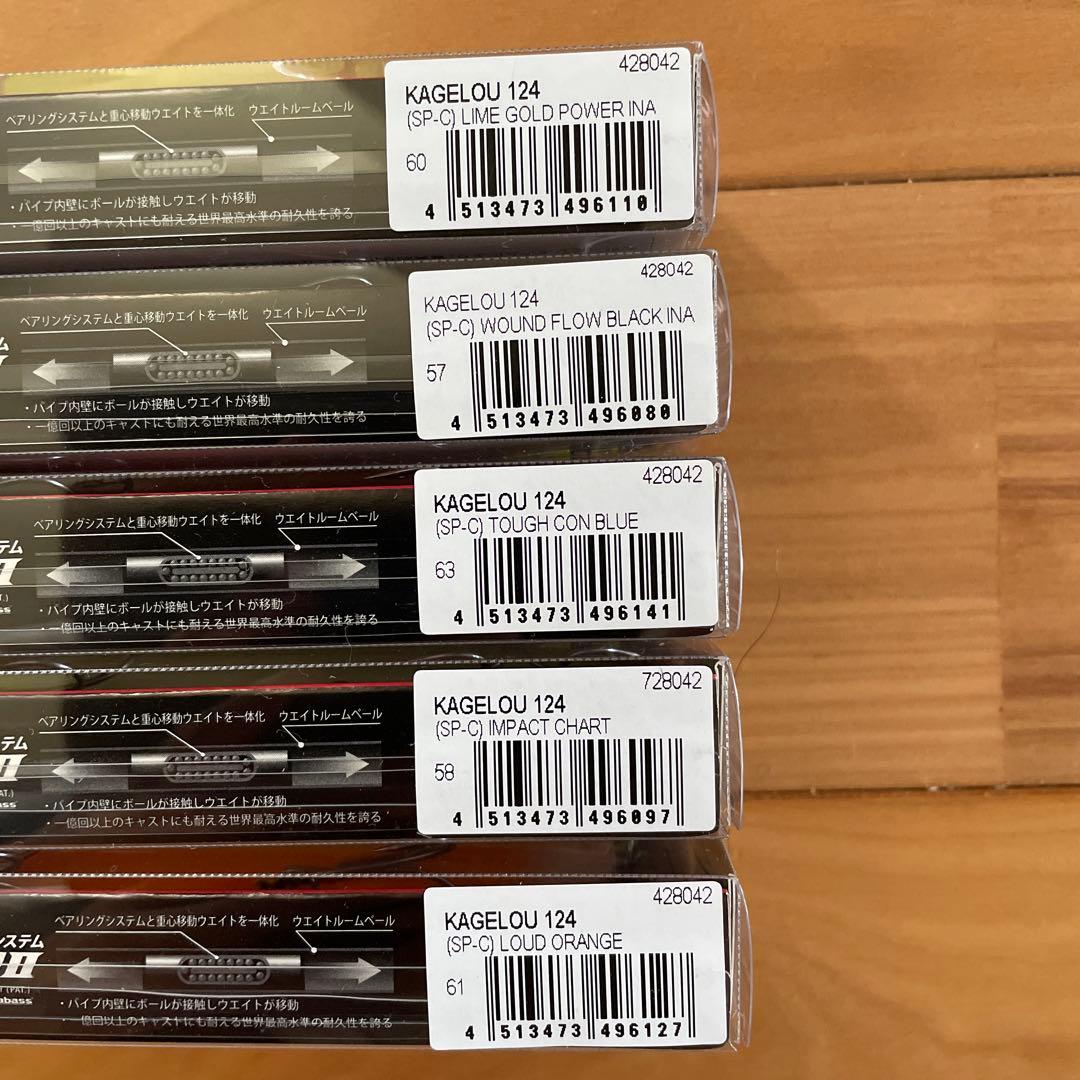 ベアリングシステムと重心移動ウエイトを一体化 ウエイトルームベール
・パイプ内壁にボールが接触しウエイトが移動
・一億回以上のキャストにも耐える世界最高水準の耐久性を誇る
428042
KAGELOU 124
(SP-C) LIME GOLD POWER INA
60
4 513473 496110
ベアリングシステムと重心移動ウエイトを一体化 ウエイトルームベール
・パイプ内壁にボールが接触しウエイトが移動
・一億回以上のキャストにも耐える世界最高水準の耐久性を誇る
428042
KAGELOU 124
(SP-C) WOUND FLOW BLACK INA
57
4 513473 496080
テム
ベアリングシステムと重心移動ウエイトを一体化 ウエイトルームベール
・パイプ内壁にボールが接触しウエイトが移動
・一億回以上のキャストにも耐える世界最高水準の耐久性を誇る
428042
KAGELOU 124
(SP-C) TOUGH CON BLUE
63
4 513473 496141
テム
ベアリングシステムと重心移動ウエイトを一体化 ウエイトルームベール
・パイプ内壁にボールが接触しウエイトが移動
・一億回以上のキャストにも耐える世界最高水準の耐久性を誇る
728042
KAGELOU 124
(SP-C) IMPACT CHART
58
4 513473 496097
システム
II
T (PAT.)
abass
ベアリングシステムと重心移動ウエイトを一体化 ウエイトルームベール
・パイプ内壁にボールが接触しウエイトが移動
・一億回以上のキャストにも耐える世界最高水準の耐久性を誇る
428042
KAGELOU 124
(SP-C) LOUD ORANGE
61
4 513473 496127